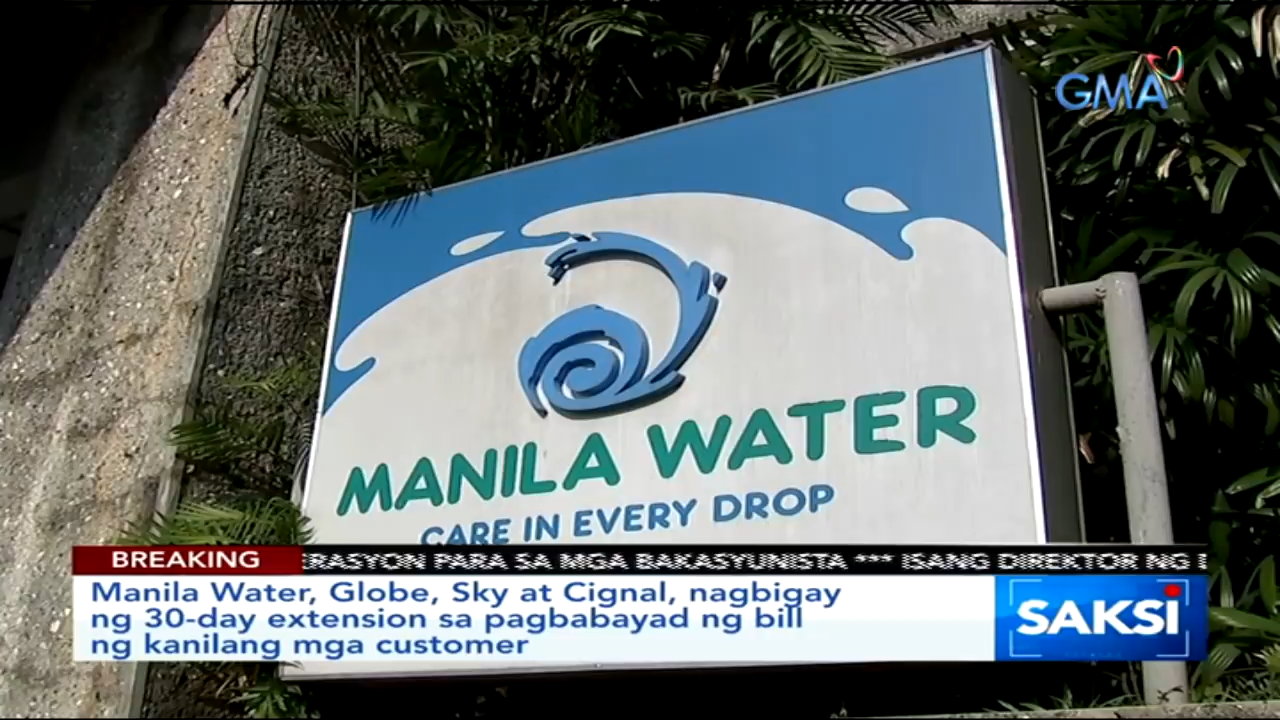 GMA
MANILA WATER
CARE IN EVERY DROP
BREAKING
RASYON PARA SA MGA BAKASYUNISTA *** ISANG DIREKTOR NG
Manila Water, Globe, Sky at Cignal, nagbigay
ng 30-day extension sa pagbabayad ng bill
ng kanilang mga customer
SAKSI